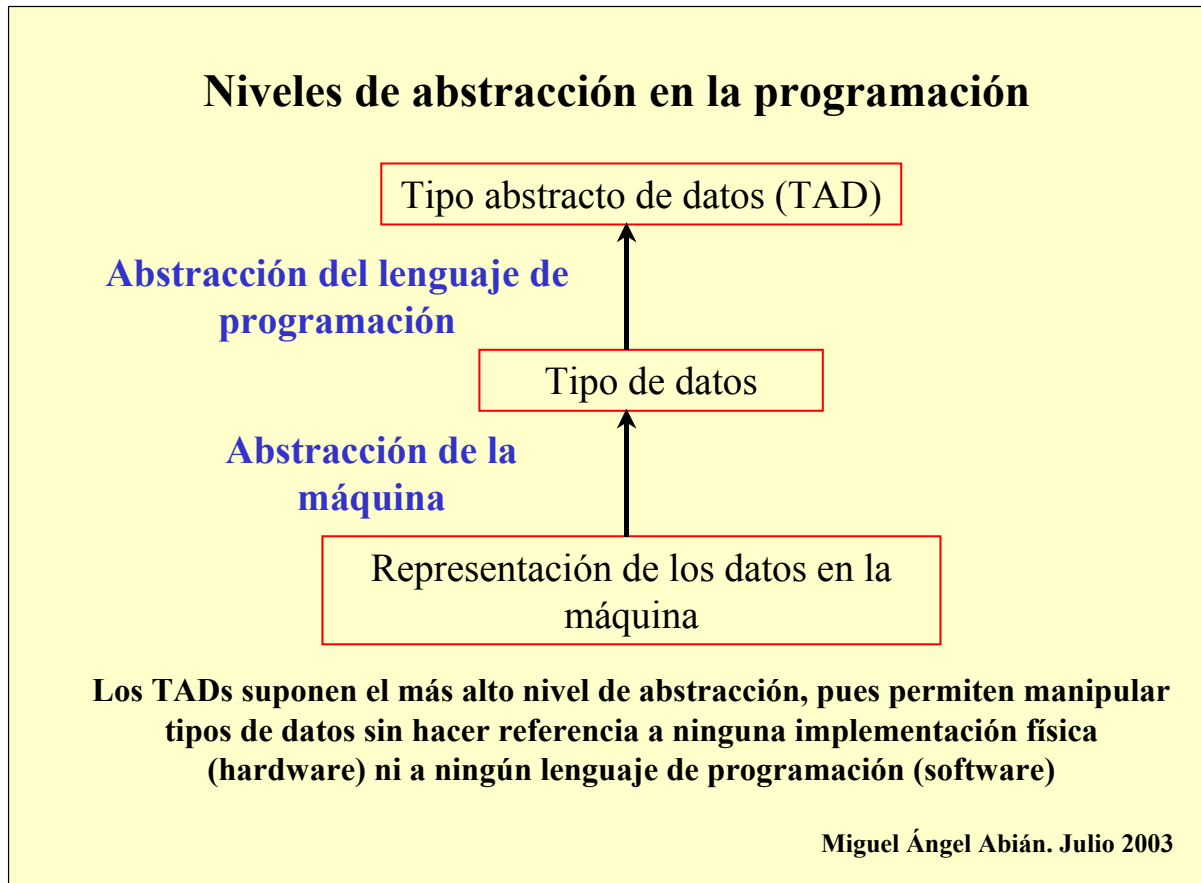 Niveles de abstracción en la programación
Tipo abstracto de datos (TAD)
Abstracción del lenguaje de
programación
Tipo de datos
Abstracción de la
máquina
Representación de los datos en la
máquina
Los TADs suponen el más alto nivel de abstracción, pues permiten manipular
tipos de datos sin hacer referencia a ninguna implementación física
(hardware) ni a ningún lenguaje de programación (software)
Miguel Ángel Abián. Julio 2003